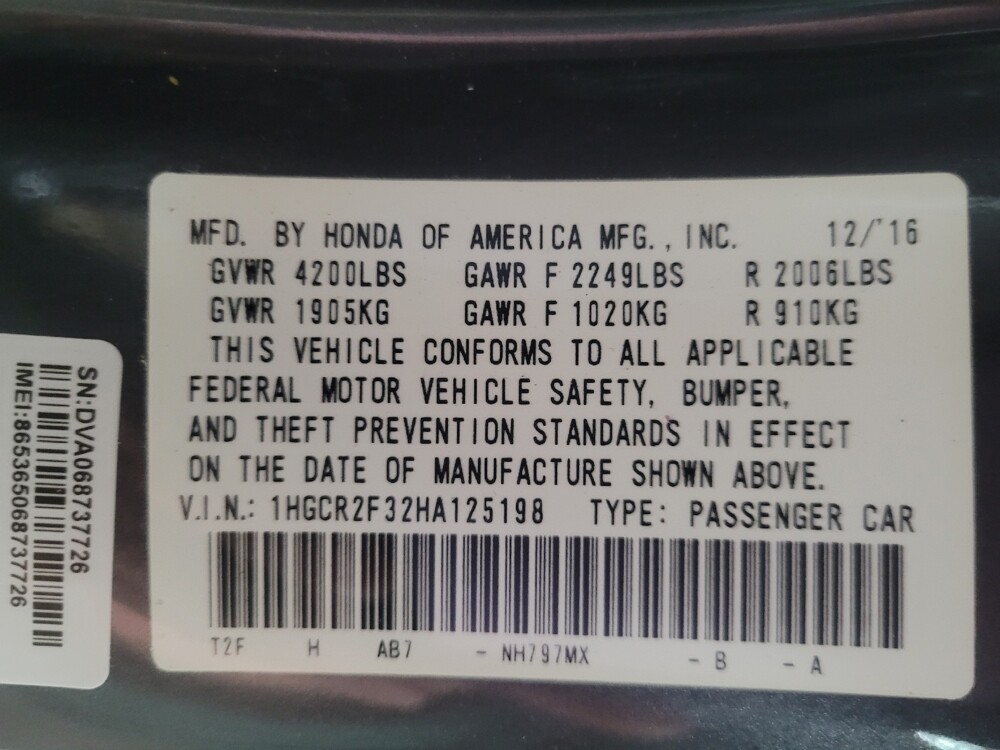 MFD. BY HONDA OF AMERICA MFG., INC. 12/'16
GVWR 4200LBS GAWR F 2249LBS R 2006LBS
GVWR 1905KG GAWR F 1020KG R 910KG
THIS VEHICLE CONFORMS TO ALL APPLICABLE
FEDERAL MOTOR VEHICLE SAFETY, BUMPER,
AND THEFT PREVENTION STANDARDS IN EFFECT
ON THE DATE OF MANUFACTURE SHOWN ABOVE.
V.I.N.: 1HGCR2F32HA125198 TYPE: PASSENGER CAR
T2F H AB7 - NH797MX - B - A
SN:DVA068737726
IMEI:865365068737726